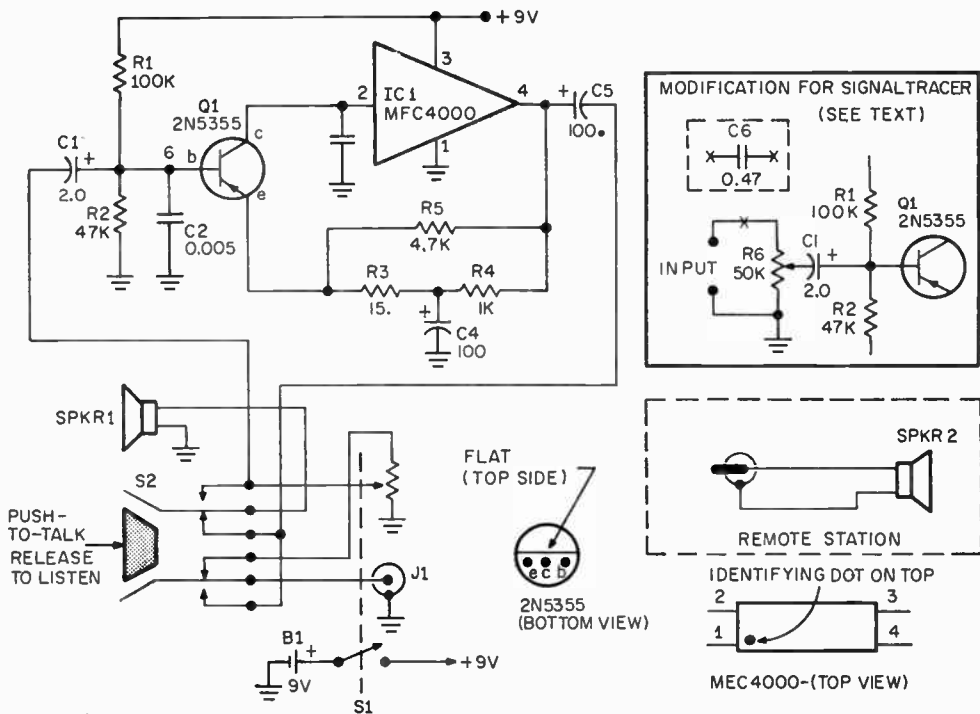 +9V
R1
100K
3
Q1
2N5355
2
IC1
MFC4000
4
+
C5
100.
1
C1
+
2.0
6
b
c
e
R2
47K
C2
0.005
R5
4.7K
R3
15.
R4
1K
+
C4
100
SPKR1
S2
PUSH-
TO-TALK
RELEASE
TO LISTEN
J1
B1
+
9V
+9V
S1
FLAT
(TOP SIDE)
e c b
2N5355
(BOTTOM VIEW)
MODIFICATION FOR SIGNALTRACER
(SEE TEXT)
C6
X X
0.47
X
INPUT
R6
50K
C1
+
2.0
R1
100K
Q1
2N5355
R2
47K
SPKR 2
REMOTE STATION
IDENTIFYING DOT ON TOP
2
3
1
4
MEC4000-(TOP VIEW)